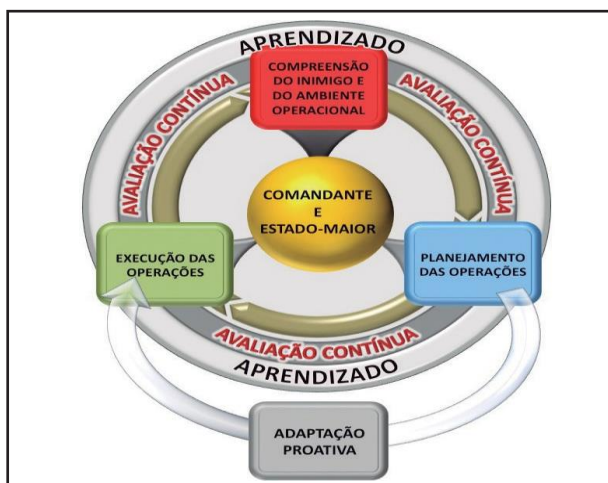 APRENDIZADO
COMPREENSÃO
DO INIMIGO E
DO AMBIENTE
OPERACIONAL
AVALIAÇÃO CONTÍNUA
AVALIAÇÃO CONTÍNUA
COMANDANTE
E
ESTADO-MAIOR
EXECUÇÃO DAS
OPERAÇÕES
PLANEJAMENTO
DAS OPERAÇÕES
AVALIAÇÃO CONTÍNUA
APRENDIZADO
ADAPTAÇÃO
PROATIVA